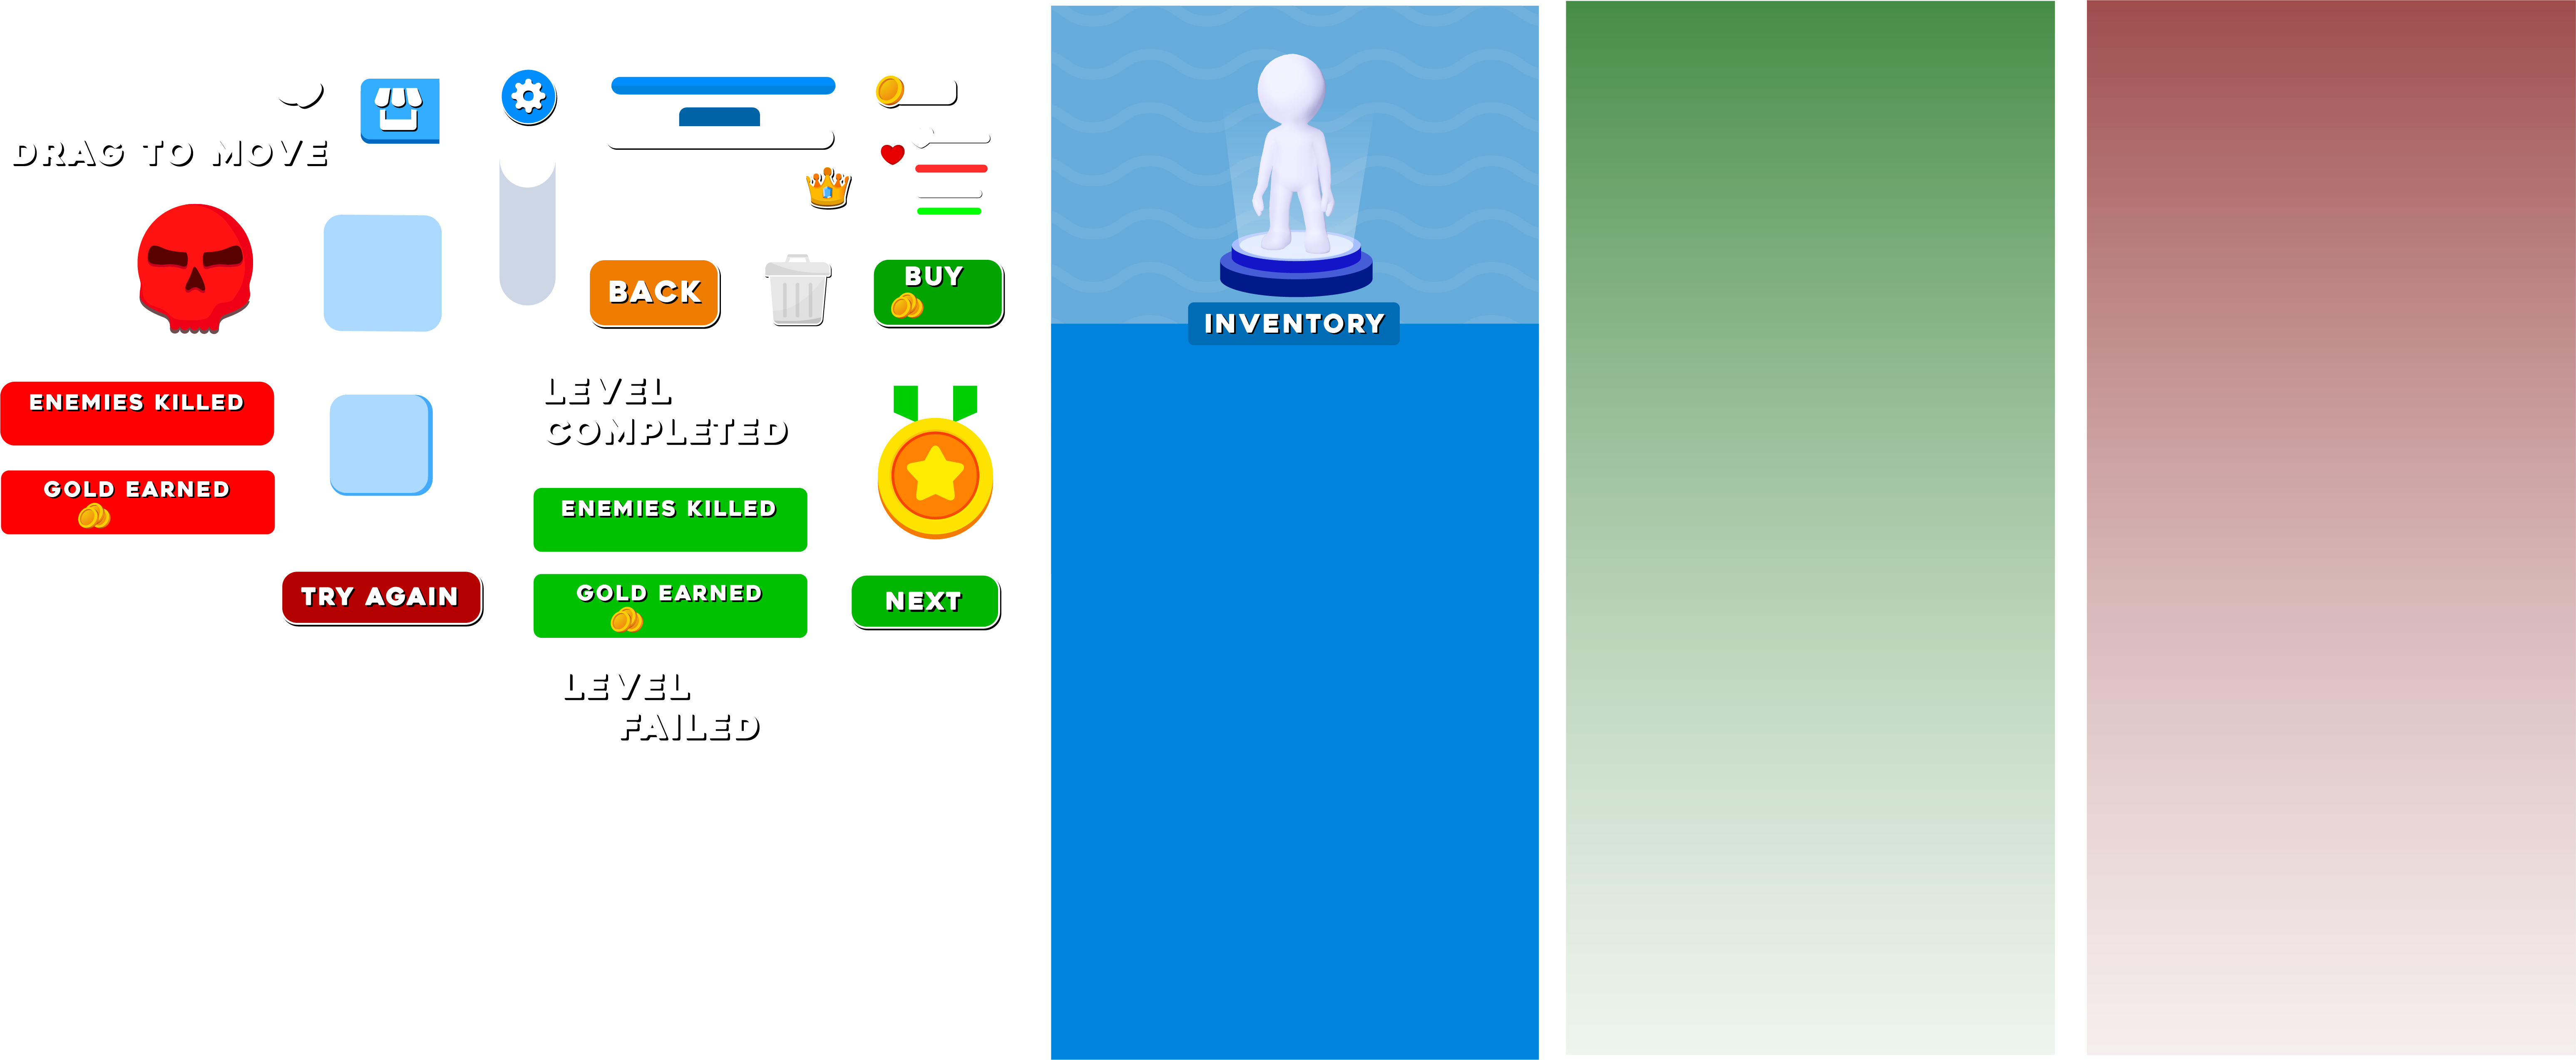 DRAG TO MOVE
BACK
BUY
INVENTORY
ENEMIES KILLED
GOLD EARNED
LEVEL
COMPLETED
ENEMIES KILLED
GOLD EARNED
TRY AGAIN
NEXT
LEVEL
FAILED